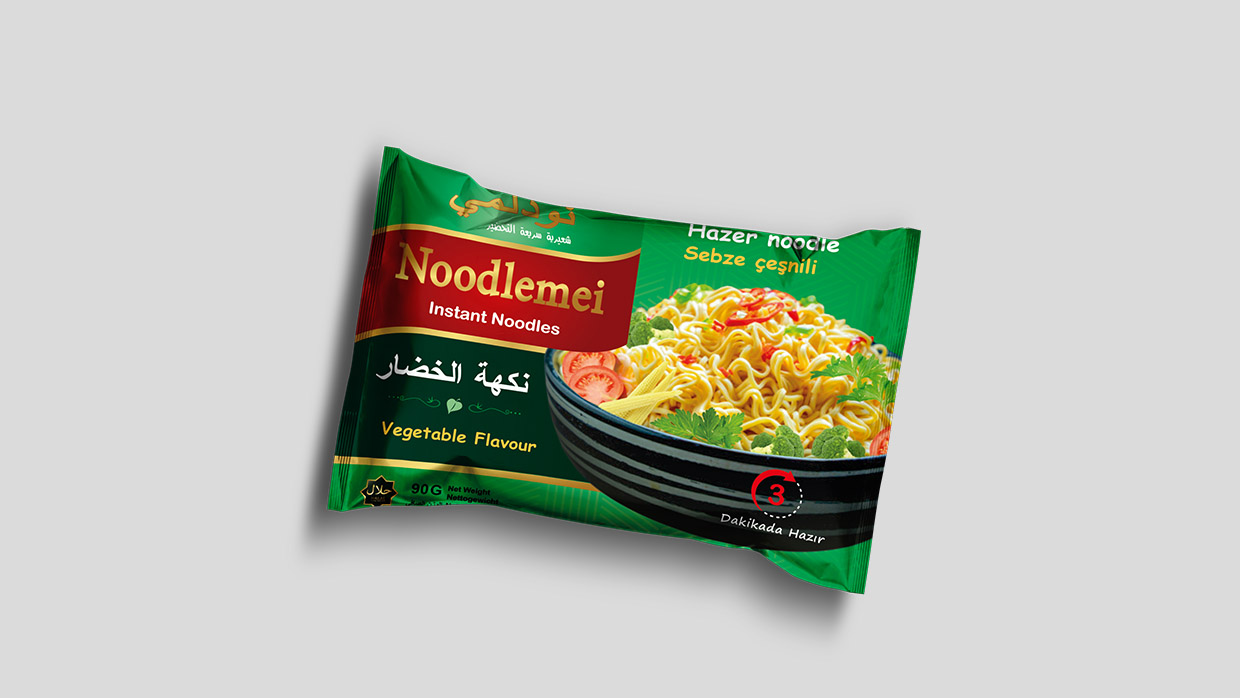 نودلمي
شعيرية سريعة التحضير
Noodlemei
Instant Noodles
نكهة الخضار
Vegetable Flavour
حلال
90G
Net Weight
Nettogewicht
Hazer noodle
Sebze çeşnili
3
Dakikada Hazır